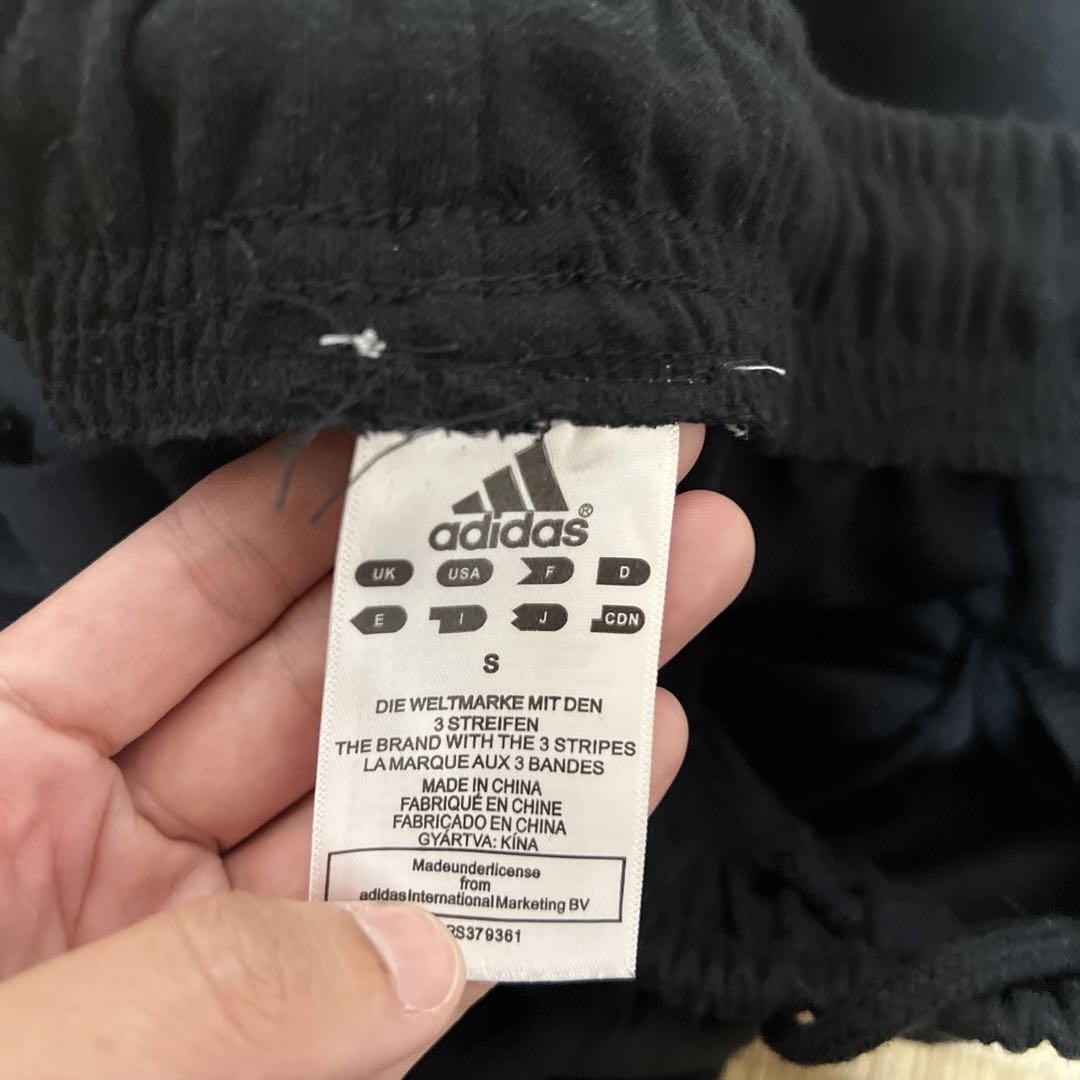 adidas®
UK USA F D
E I J CDN
S
DIE WELTMARKE MIT DEN
3 STREIFEN
THE BRAND WITH THE 3 STRIPES
LA MARQUE AUX 3 BANDES
MADE IN CHINA
FABRIQUÉ EN CHINE
FABRICADO EN CHINA
GYÁRTVA: KÍNA
Madeunderlicense
from
adidasInternationalMarketing BV
RS379361